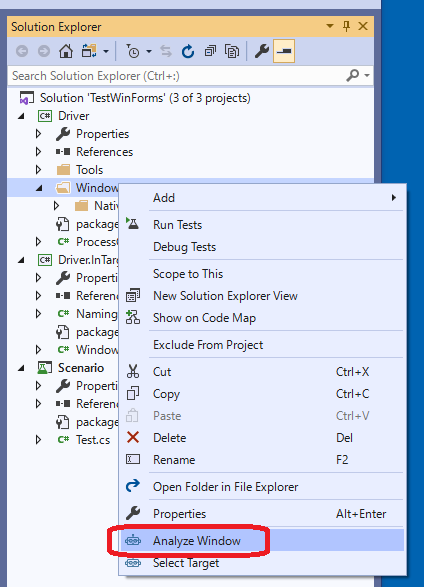 Solution Explorer
Search Solution Explorer (Ctrl+:)
Solution 'TestWinForms' (3 of 3 projects)
C# Driver
Properties
References
Tools
Window
Nativ
package
C# Process
C# Driver.InTarg
Properti
Reference
C# Naming
package
C# Window
Scenario
Properti
Reference
package
C# Test.cs
Add
Run Tests
Debug Tests
Scope to This
New Solution Explorer View
Show on Code Map
Exclude From Project
Cut Ctrl+X
Copy Ctrl+C
Paste Ctrl+V
Delete Del
Rename F2
Open Folder in File Explorer
Properties Alt+Enter
Analyze Window
Select Target